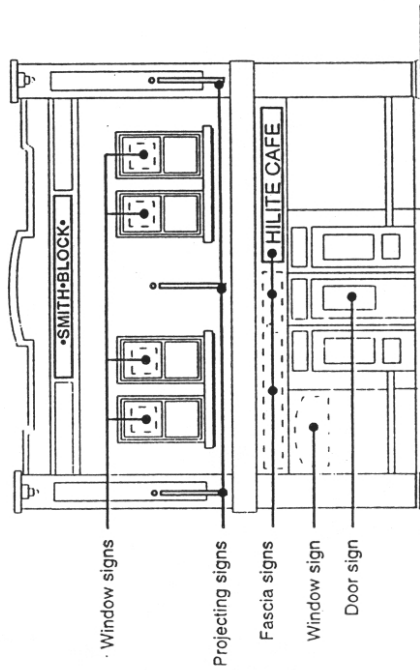 •SMITH•BLOCK•
HILITE CAFE
Window signs
Projecting signs
Fascia signs
Window sign
Door sign